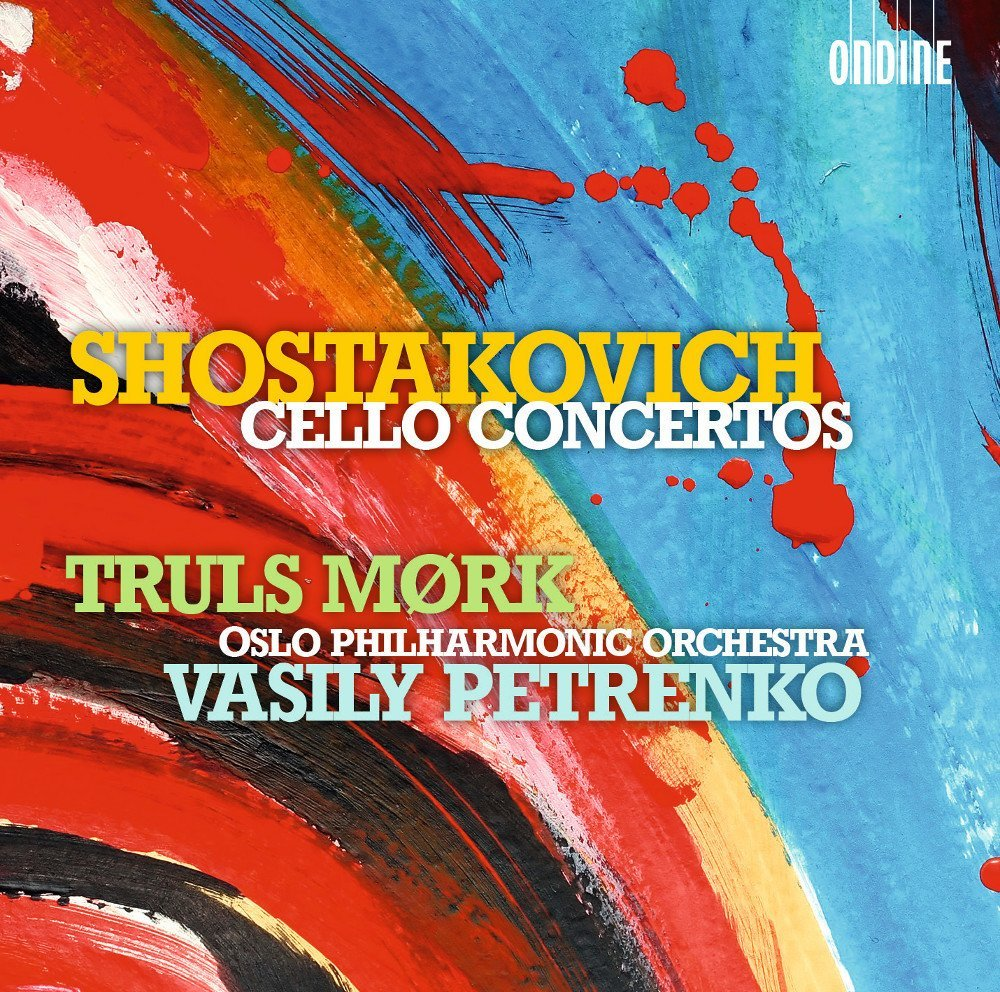 ONDINE
SHOSTAKOVICH
CELLO CONCERTOS
TRULS MØRK
OSLO PHILHARMONIC ORCHESTRA
VASILY PETRENKO